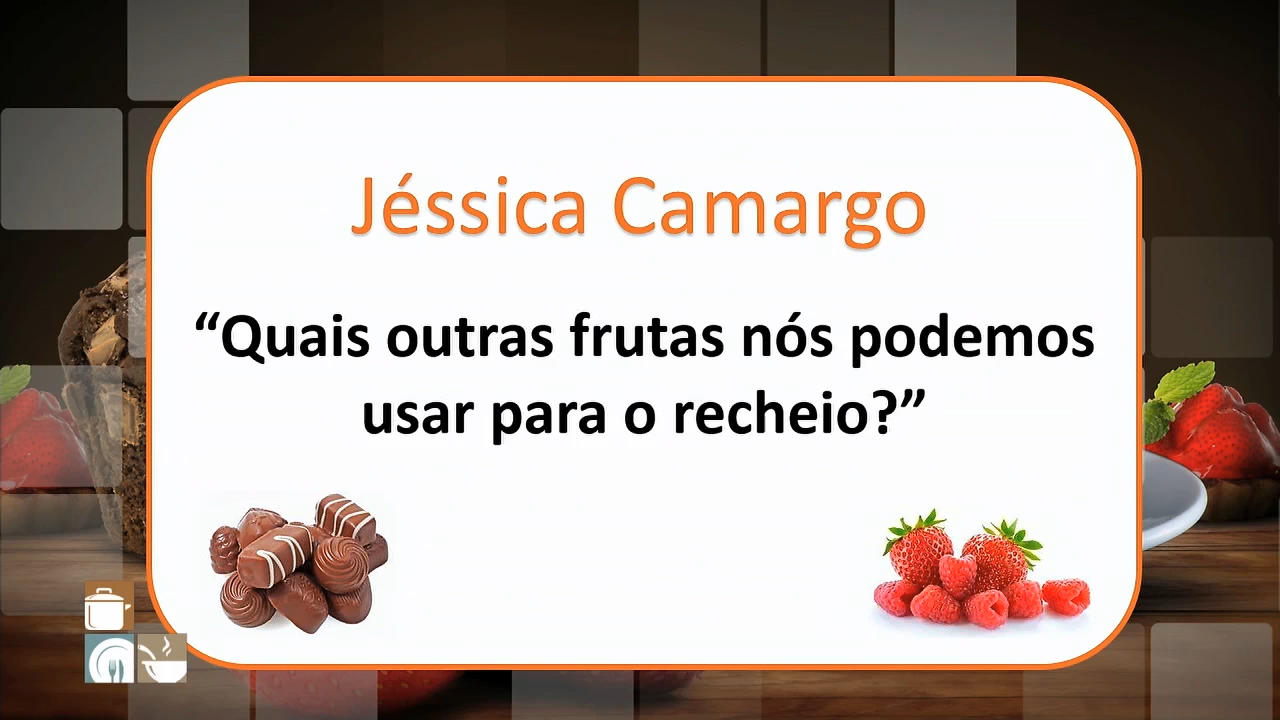 Jéssica Camargo
“Quais outras frutas nós podemos
usar para o recheio?”